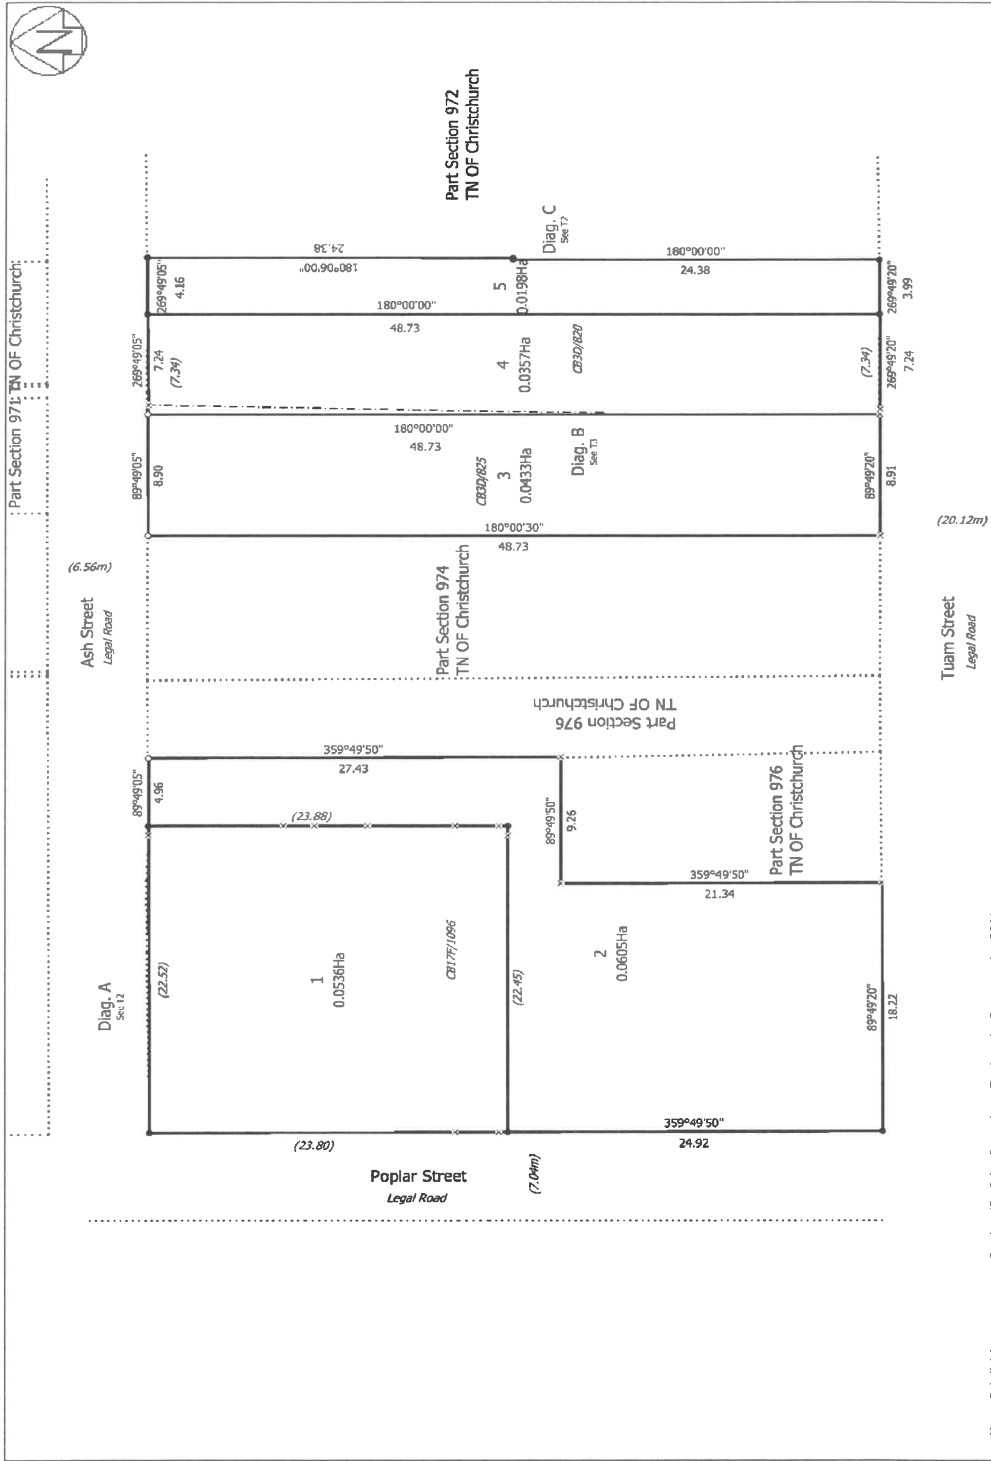 N
Part Section 971: TN OF Christchurch:
(6.56m)
Ash Street
Legal Road
Part Section 972
TN OF Christchurch
269°49'05"
4.16
24.38
180°06'00"
180°00'00"
48.73
5
0.0198Ha
Diag. C
See T7
180°00'00"
24.38
269°49'20"
3.99
269°49'05"
7.24
(7.34)
4
0.0357Ha
CB3D/820
(7.34)
269°49'20"
7.24
89°49'05"
8.90
180°00'00"
48.73
CB3D/825
3
0.0433Ha
Diag. B
See T3
89°49'20"
8.91
180°00'30"
48.73
(20.12m)
Part Section 974
TN OF Christchurch
Tuam Street
Legal Road
Part Section 976
TN OF Christchurch
89°49'05"
4.96
359°49'50"
27.43
(23.88)
89°49'50"
9.26
Part Section 976
TN OF Christchurch
359°49'50"
21.34
Diag. A
See T2
(22.52)
1
0.0536Ha
CB17F/1096
(22.45)
2
0.0605Ha
89°49'20"
18.22
(23.80)
359°49'50"
24.92
Poplar Street
Legal Road
(7.04m)